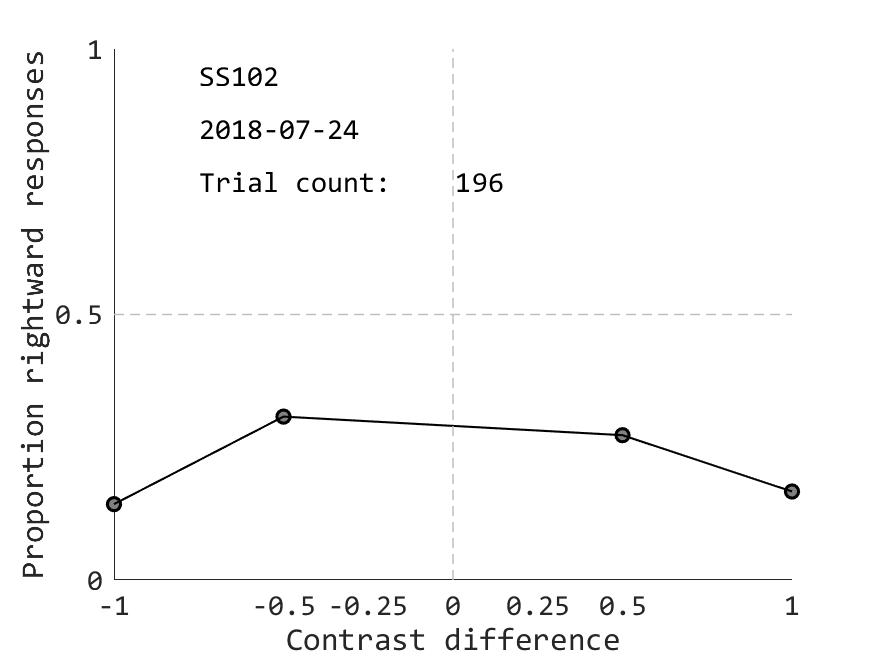 SS102
2018-07-24
Trial count: 196
Proportion rightward responses
1
0.5
0
-1 -0.5 -0.25 0 0.25 0.5 1
Contrast difference